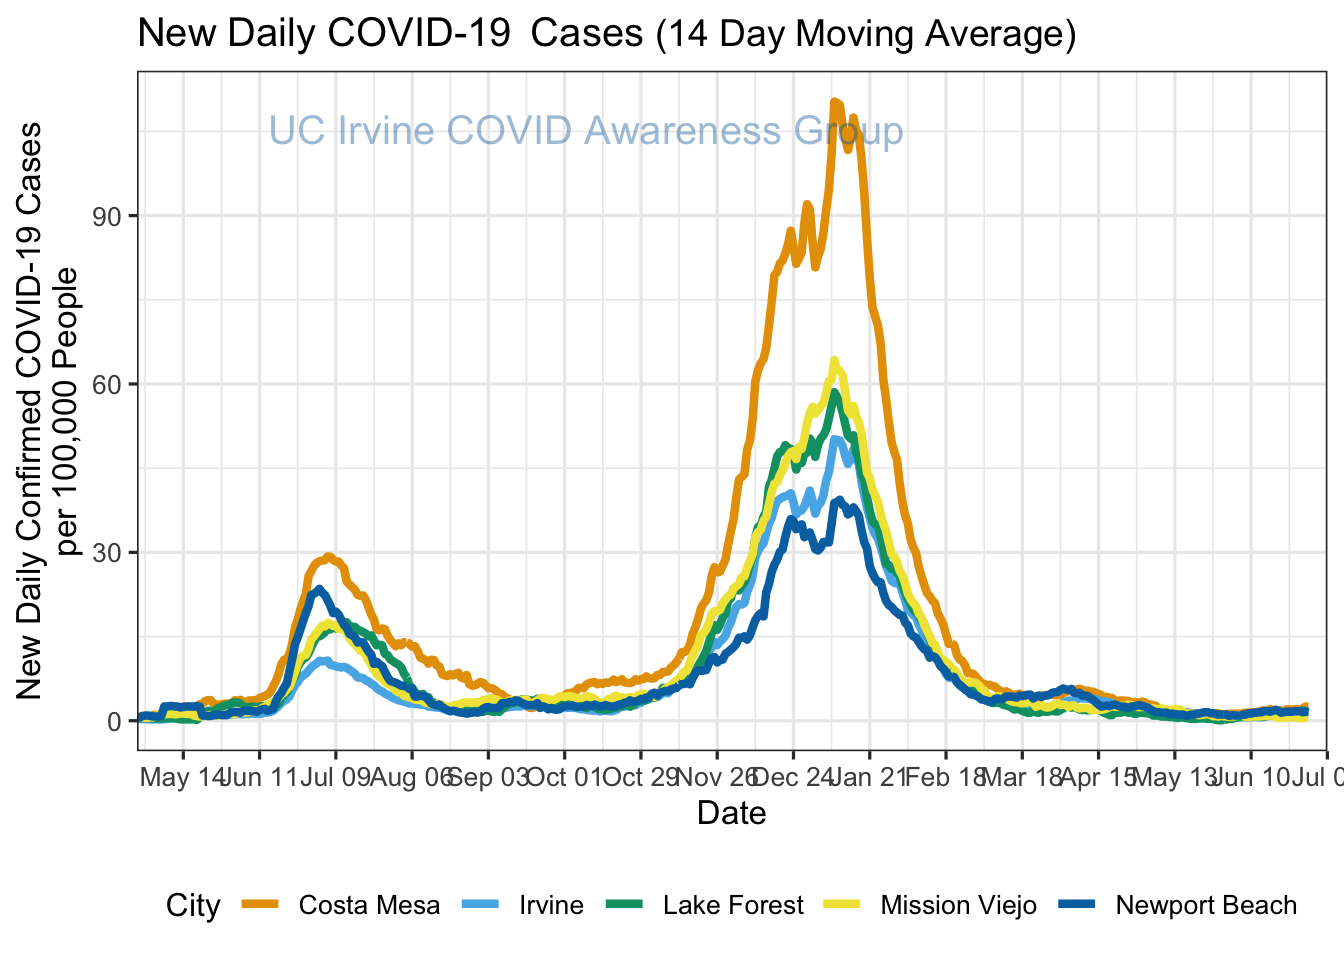 New Daily COVID-19 Cases (14 Day Moving Average)
UC Irvine COVID Awareness Group
New Daily Confirmed COVID-19 Cases
per 100,000 People
90
60
30
0
May 14 Jun 11 Jul 09 Aug 06 Sep 03 Oct 01 Oct 29 Nov 26 Dec 24 Jan 21 Feb 18 Mar 18 Apr 15 May 13 Jun 10 Jul 0
Date
City Costa Mesa Irvine Lake Forest Mission Viejo Newport Beach